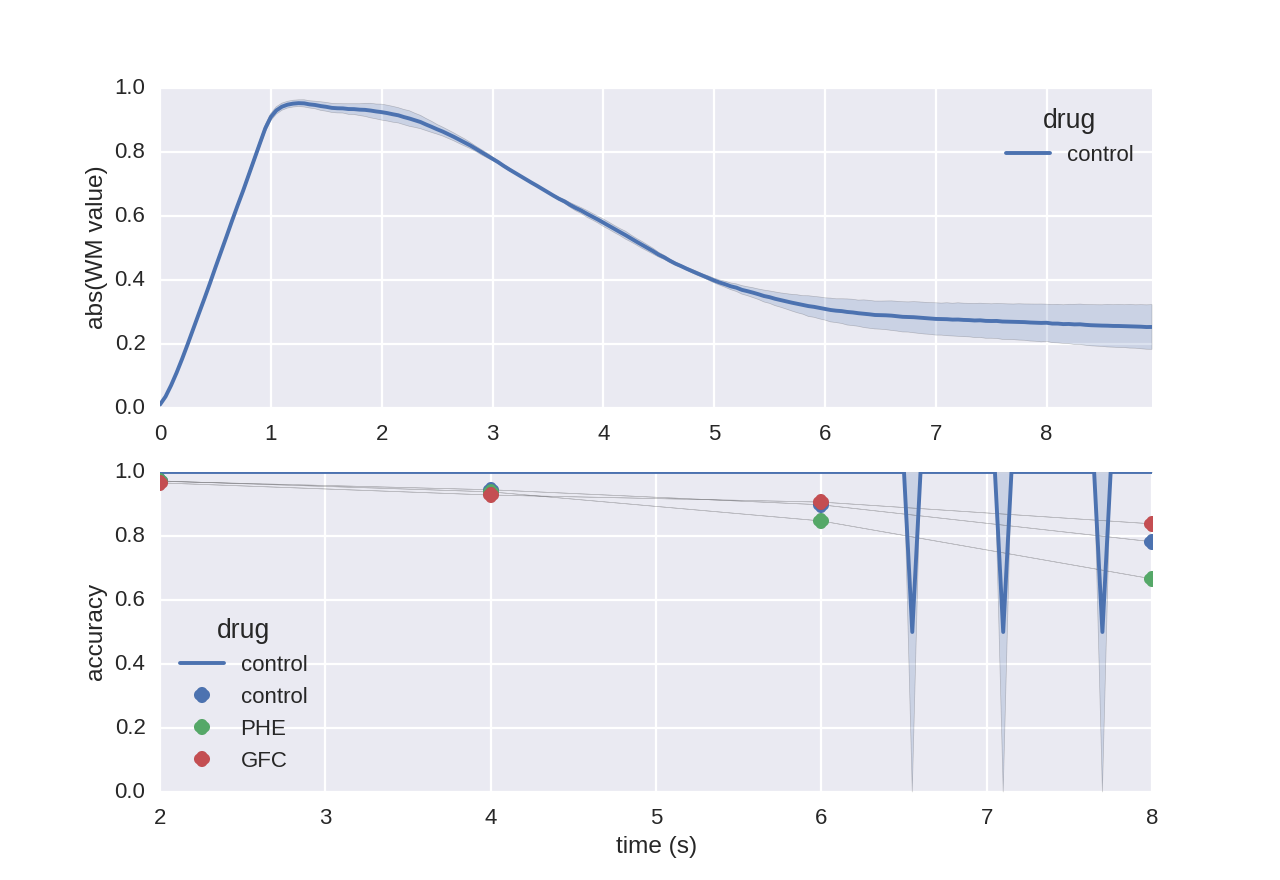 1.0
0.8
0.6
0.4
0.2
0.0
abs(WM value)
drug
control
0 1 2 3 4 5 6 7 8
1.0
0.8
0.6
0.4
0.2
0.0
accuracy
drug
control
control
PHE
GFC
2 3 4 5 6 7 8
time (s)